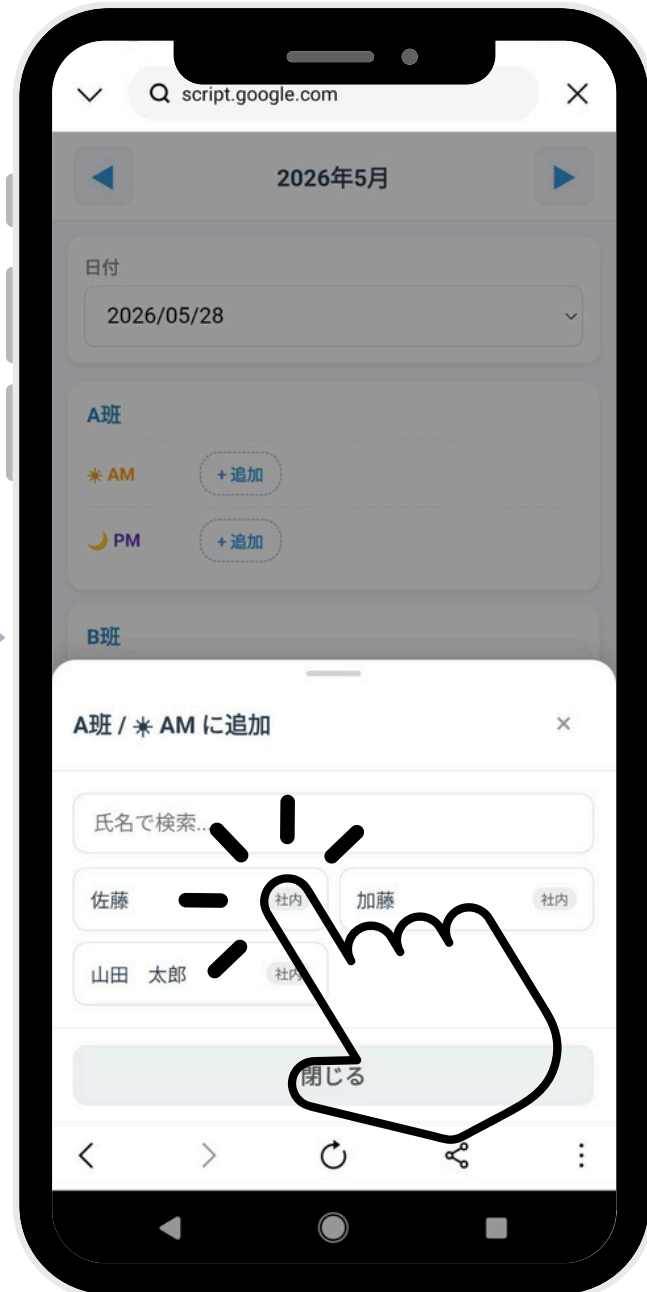 script.google.com
2026年5月
日付
2026/05/28
A班
AM
+ 追加
PM
+ 追加
B班
A班 / ☀ AM に追加
氏名で検索...
佐藤 社内
加藤 社内
山田　太郎 社内
閉じる